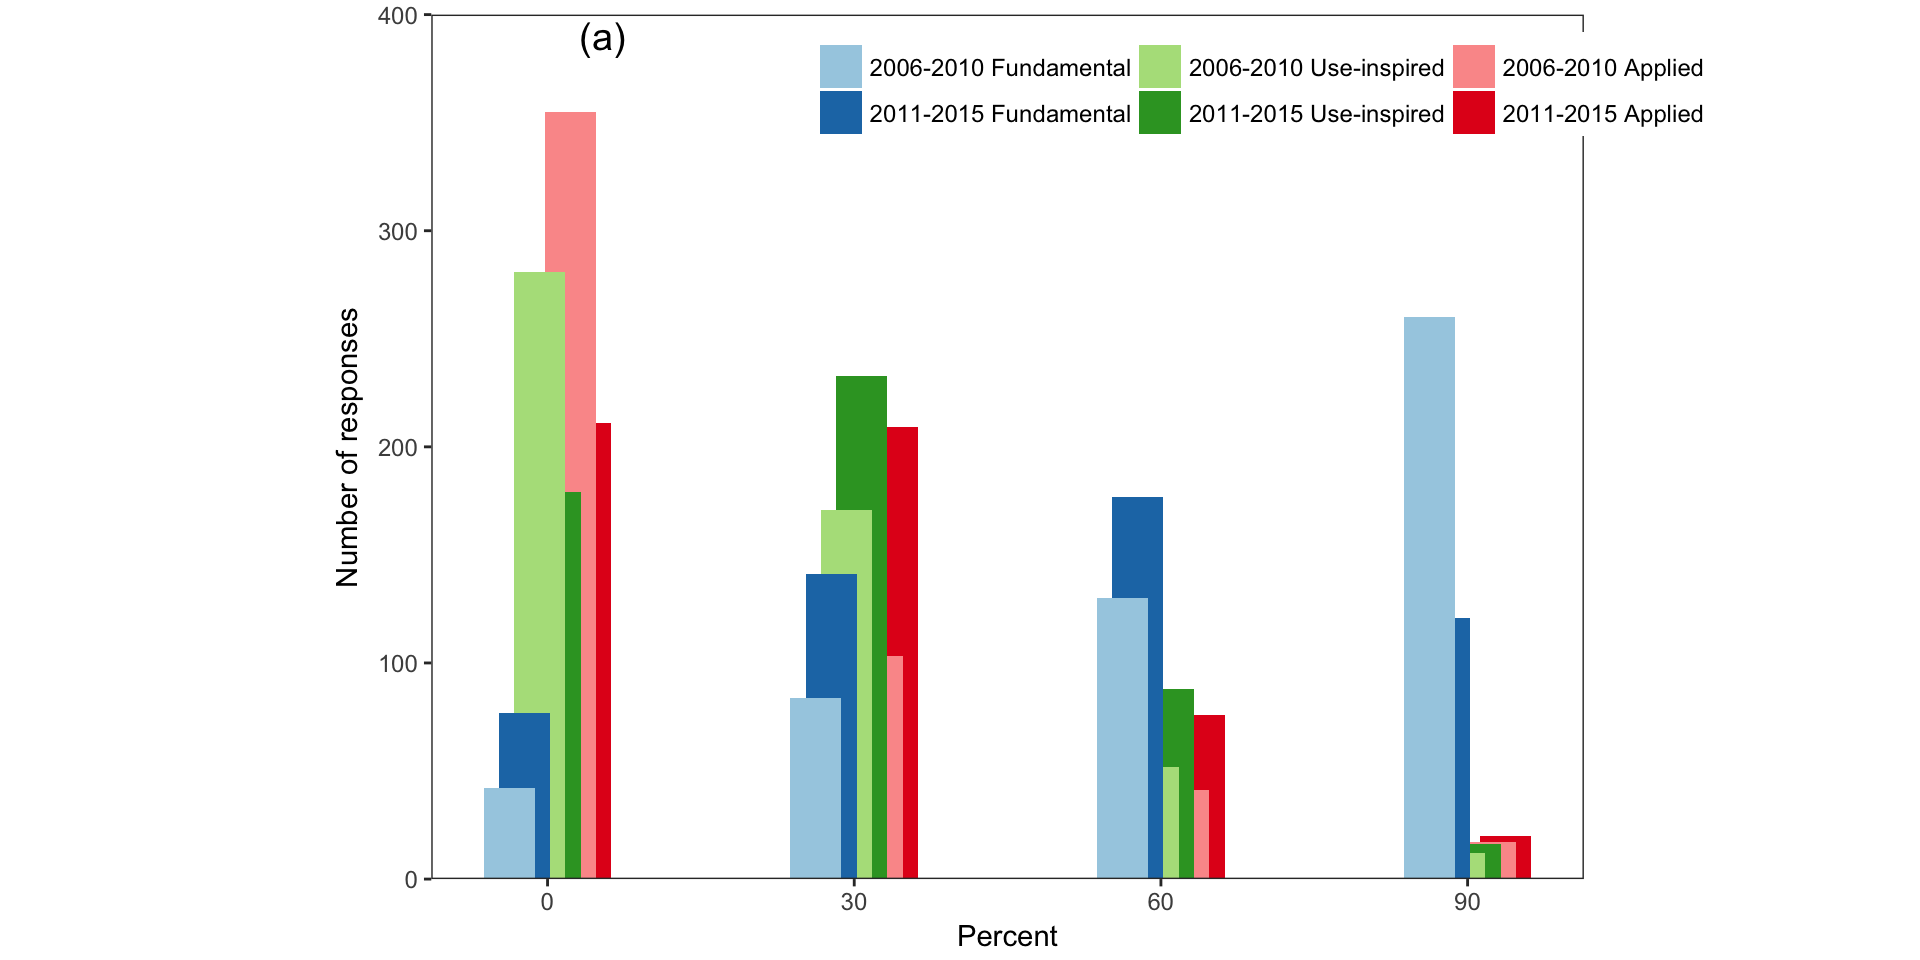 (a)
2006-2010 Fundamental 2006-2010 Use-inspired 2006-2010 Applied
2011-2015 Fundamental 2011-2015 Use-inspired 2011-2015 Applied
400
300
200
100
0
Number of responses
0 30 60 90
Percent